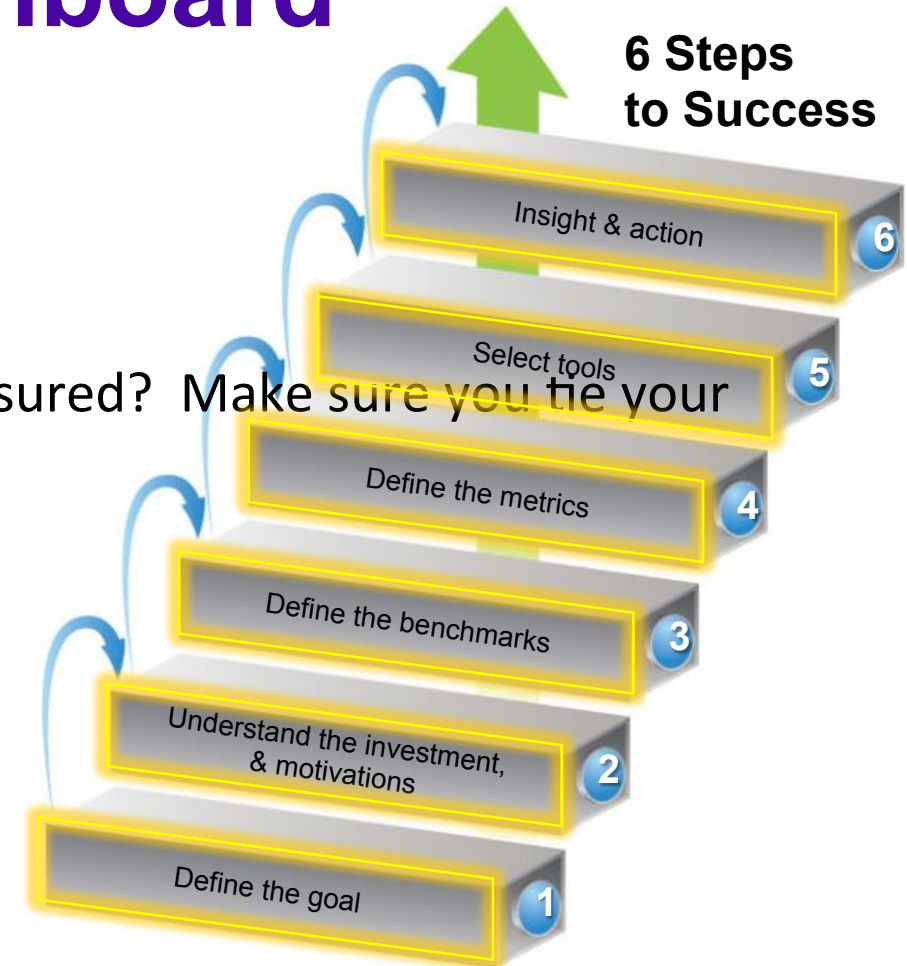 nboard
6 Steps
to Success
Insight & action
6
Select tools
5
sured? Make sure you tie your
Define the metrics
4
Define the benchmarks
3
Understand the investment,
& motivations
2
Define the goal
1